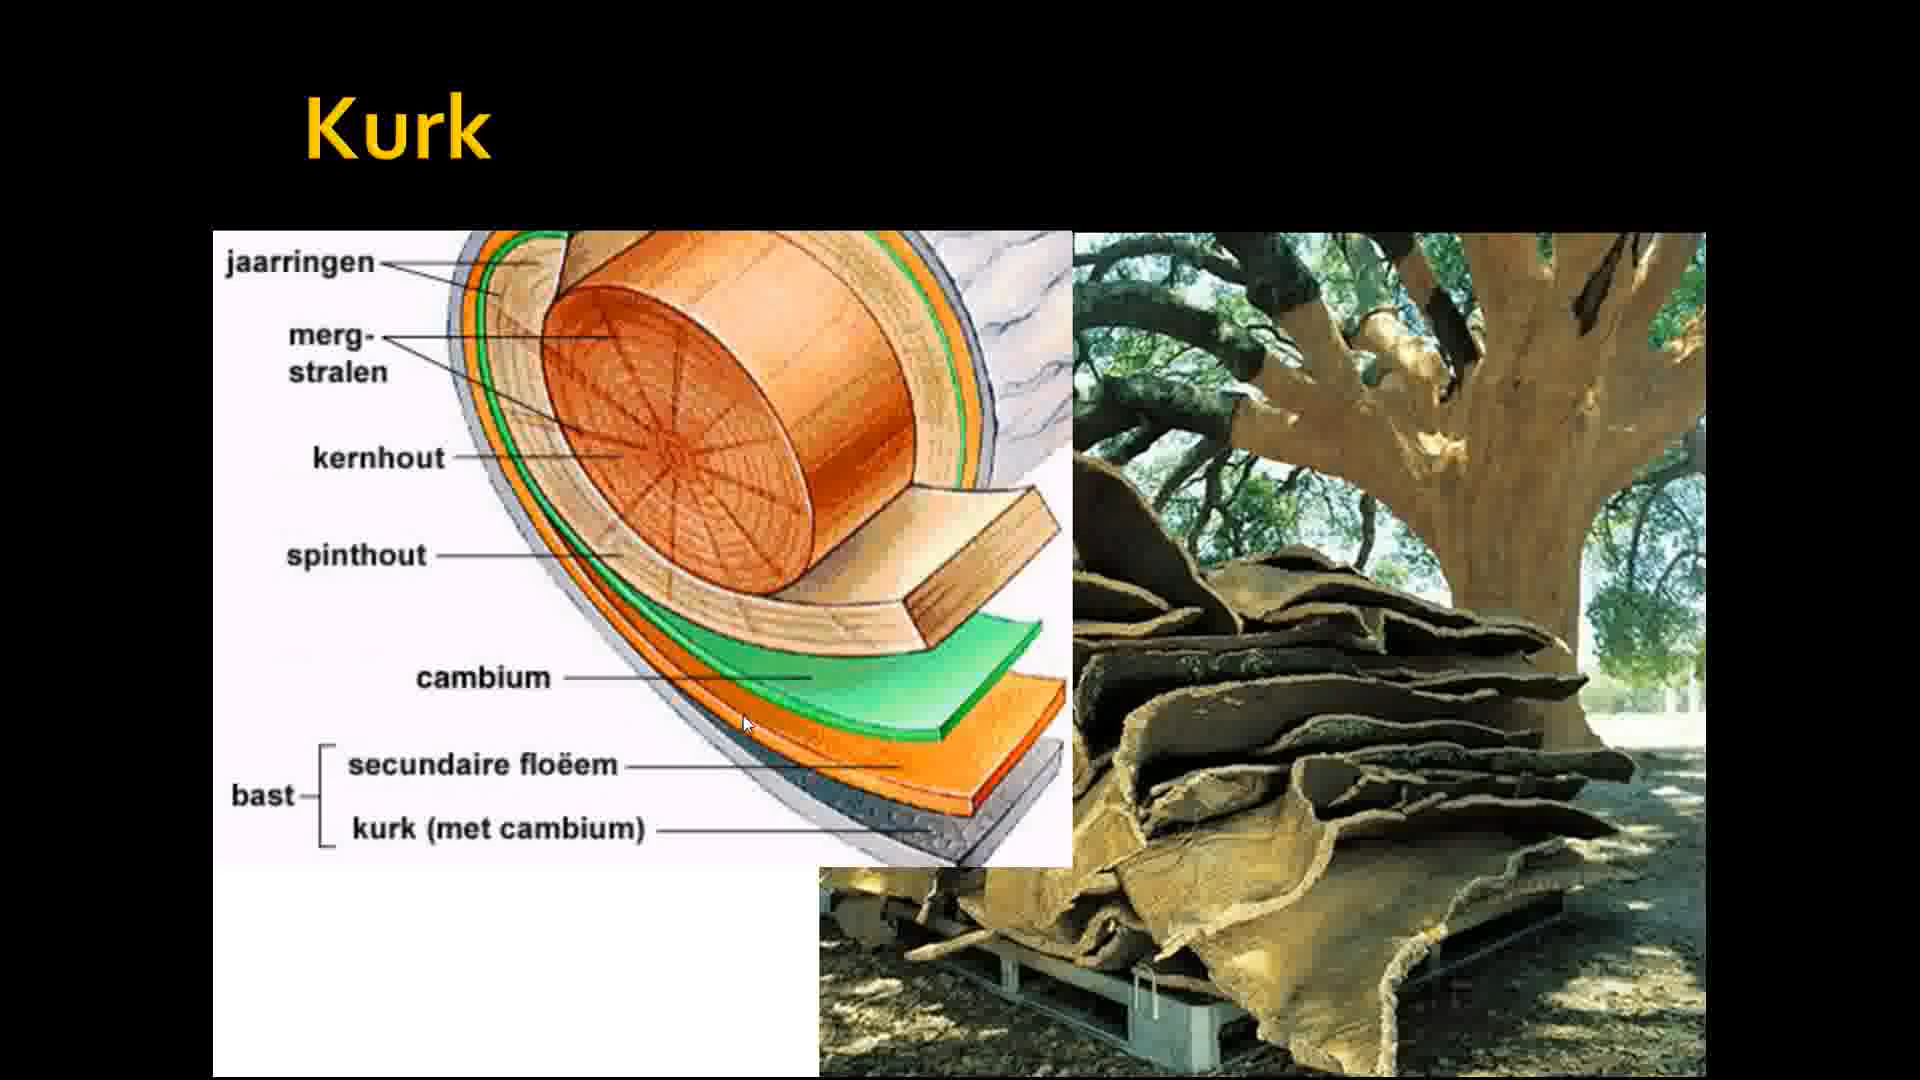 Kurk
jaarringen
merg-
stralen
kernhout
spinthout
cambium
secundaire floëem
bast
kurk (met cambium)